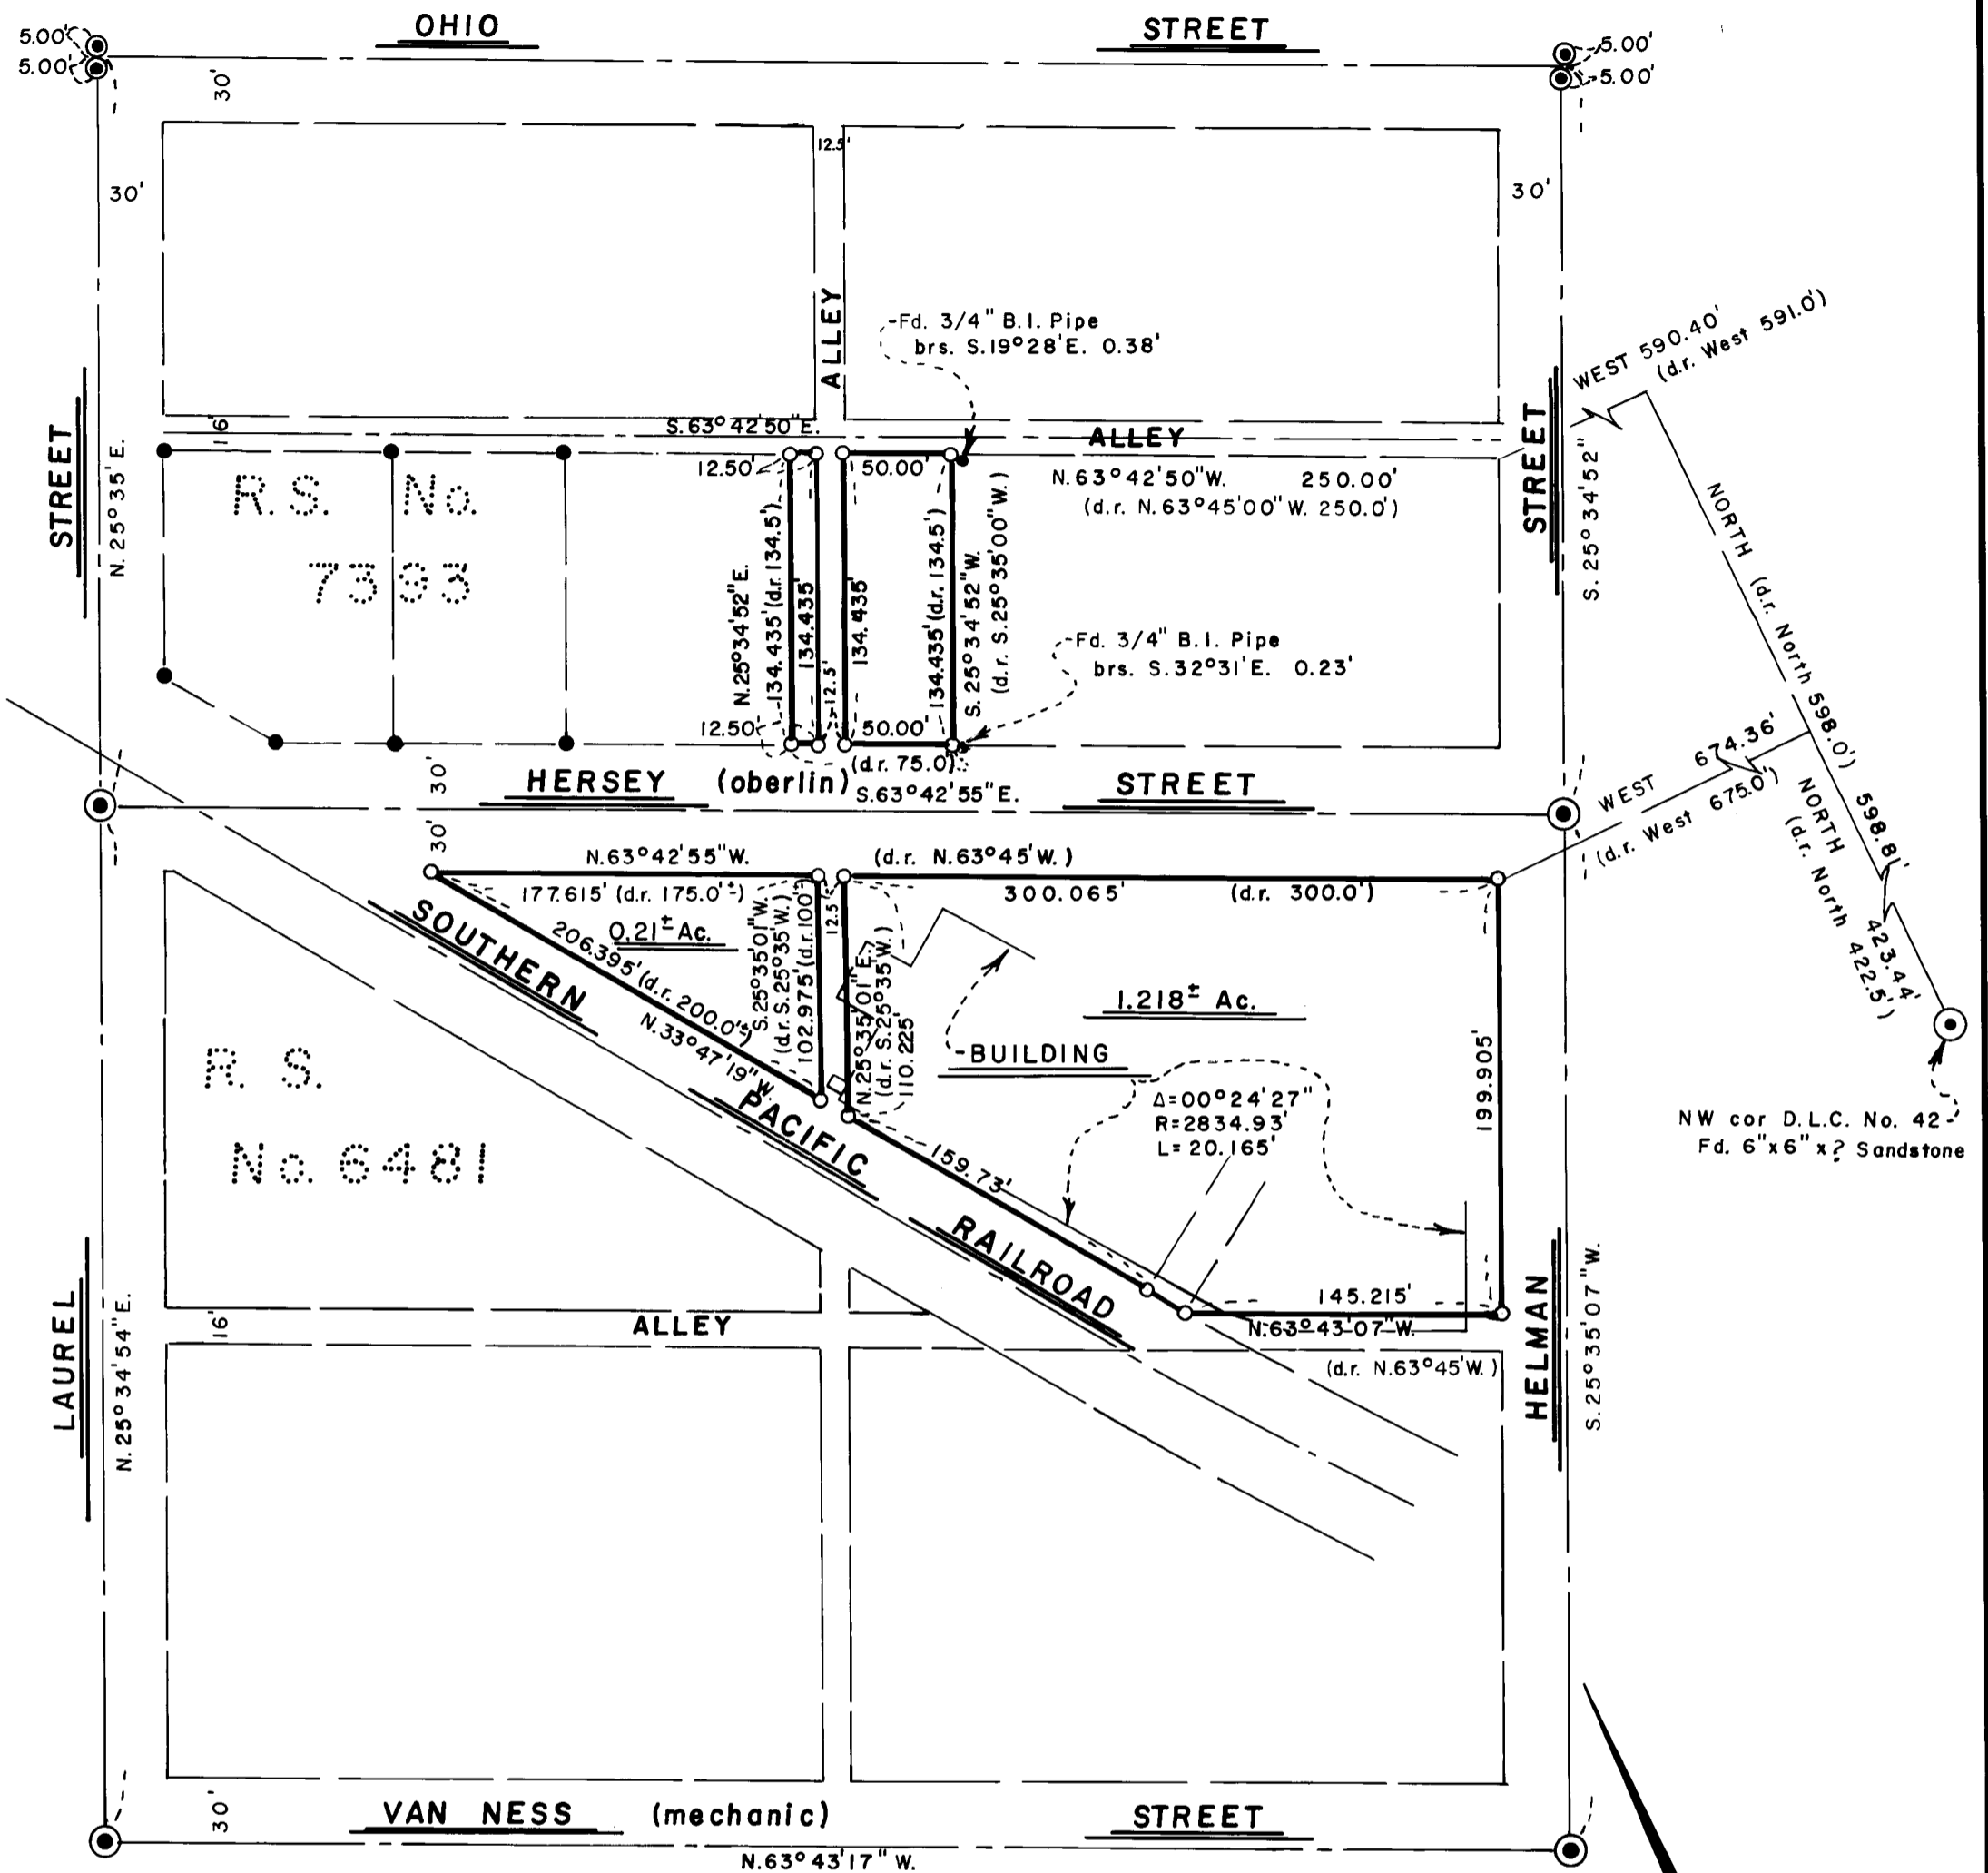 OHIO STREET
5.00'
5.00'
5.00'
5.00'
30'
12.5'
30'
30'
ALLEY
-Fd. 3/4" B.I. Pipe
brs. S.19°28'E. 0.38'
WEST 590.40'
(d.r. West 591.0')
STREET
N.25°35'E.
16'
S.63°42'50"E.
ALLEY
STREET
S.25°34'52"
12.50'
50.00'
N.63°42'50"W. 250.00'
(d.r. N.63°45'00"W. 250.0')
R.S. No.
7393
N.25°34'52"E.
134.435'(d.r. 134.5')
134.435'
12.5'
134.435'
134.435'(d.r. 134.5')
S.25°34'52"W.
(d.r. S.25°35'00"W.)
NORTH (d.r. North 598.0') 598.81'
-Fd. 3/4" B.I. Pipe
brs. S.32°31'E. 0.23'
12.50'
50.00'
(d.r. 75.0')
30'
HERSEY (oberlin) STREET
S.63°42'55"E.
WEST 674.36'
(d.r. West 675.0')
NORTH 423.44'
(d.r. North 422.5')
30'
N.63°42'55"W. (d.r. N.63°45'W.)
177.615' (d.r. 175.0'±)
300.065' (d.r. 300.0')
0.21± Ac.
206.395'(d.r. 200.0'±)
N.33°47'19"W.
S.25°35'01"W.
(d.r. S.25°35'W.)
102.975'(d.r. 100'
12.5'
N.25°35'01"E.
(d.r. S.25°35'W.)
110.225'
1.218± Ac.
-BUILDING
199.905'
SOUTHERN PACIFIC RAILROAD
R. S.
No. 6481
Δ=00°24'27"
R=2834.93'
L= 20.165'
NW cor D.L.C. No. 42
Fd. 6"x6"x? Sandstone
159.73'
145.215'
N.63°43'07"W.
(d.r. N.63°45'W.)
LAUREL
N.25°34'54"E.
16'
ALLEY
HELMAN
S.25°35'07"W.
30'
VAN NESS (mechanic) STREET
N.63°43'17"W.